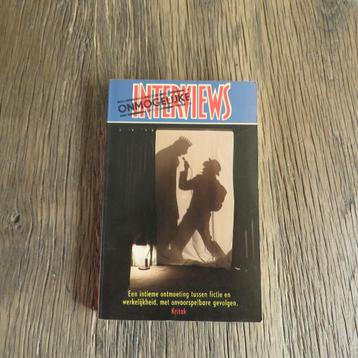 INTERVIEWS
ONMOGELIJKE
Een intieme ontmoeting tussen fictie en
werkelijkheid, met onvoorspelbare gevolgen.
Kritak